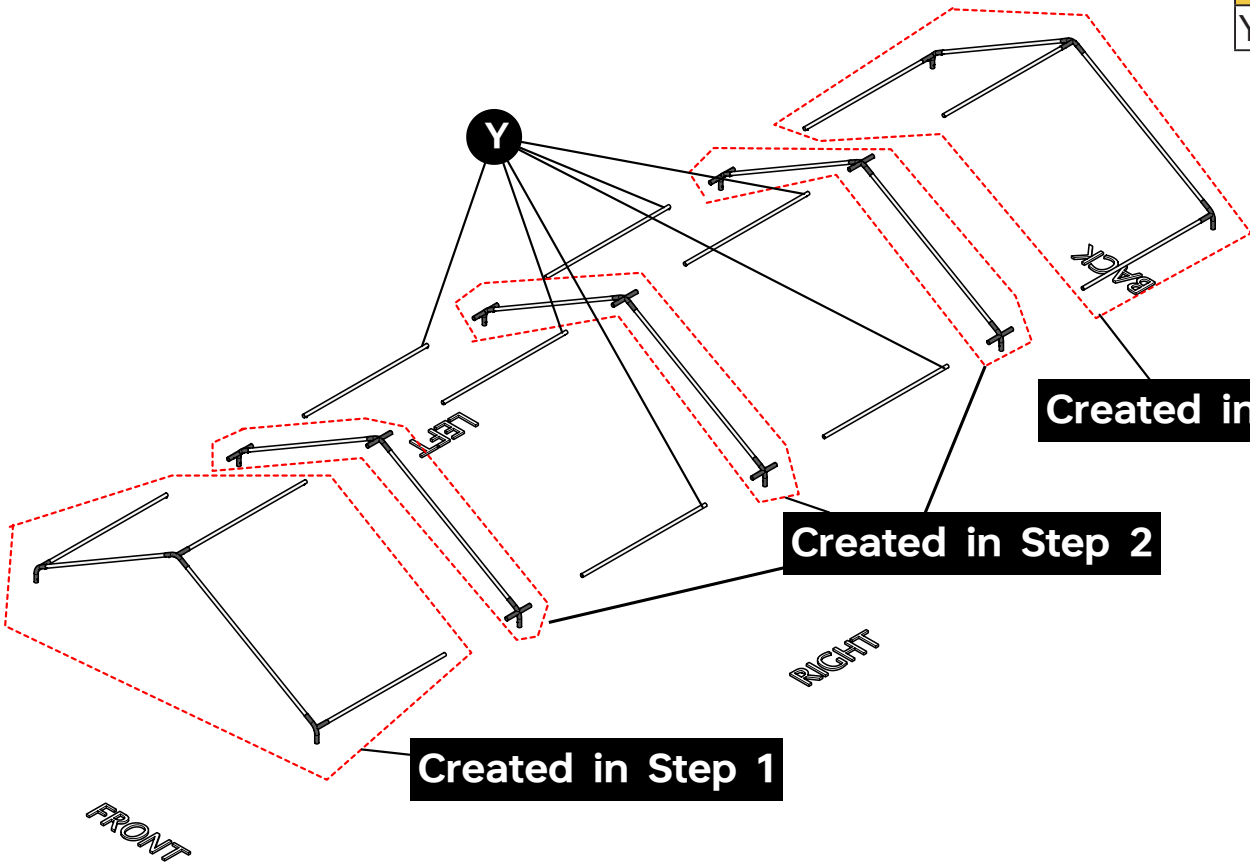 Y
Y
BACK
Created in
LEFT
Created in Step 2
RIGHT
Created in Step 1
FRONT